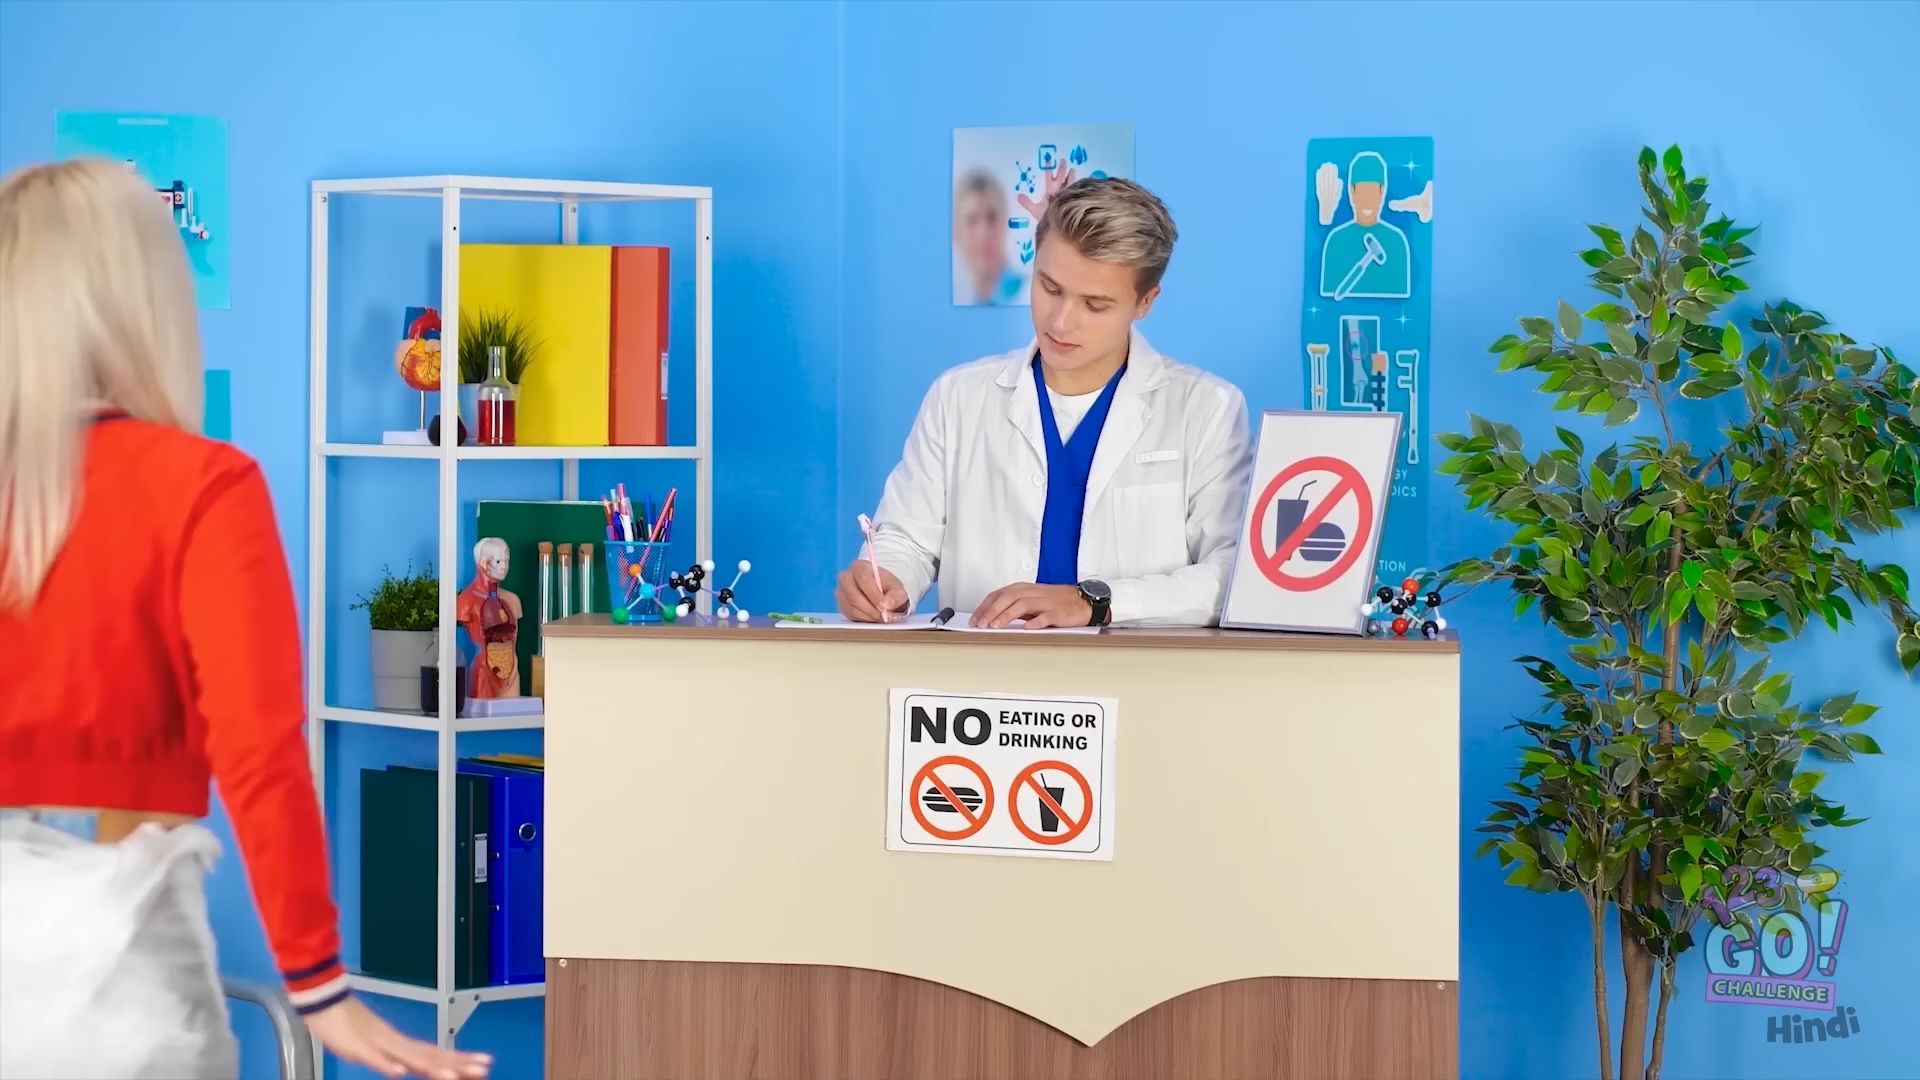 NO EATING OR
DRINKING
123
GO!
CHALLENGE
Hindi